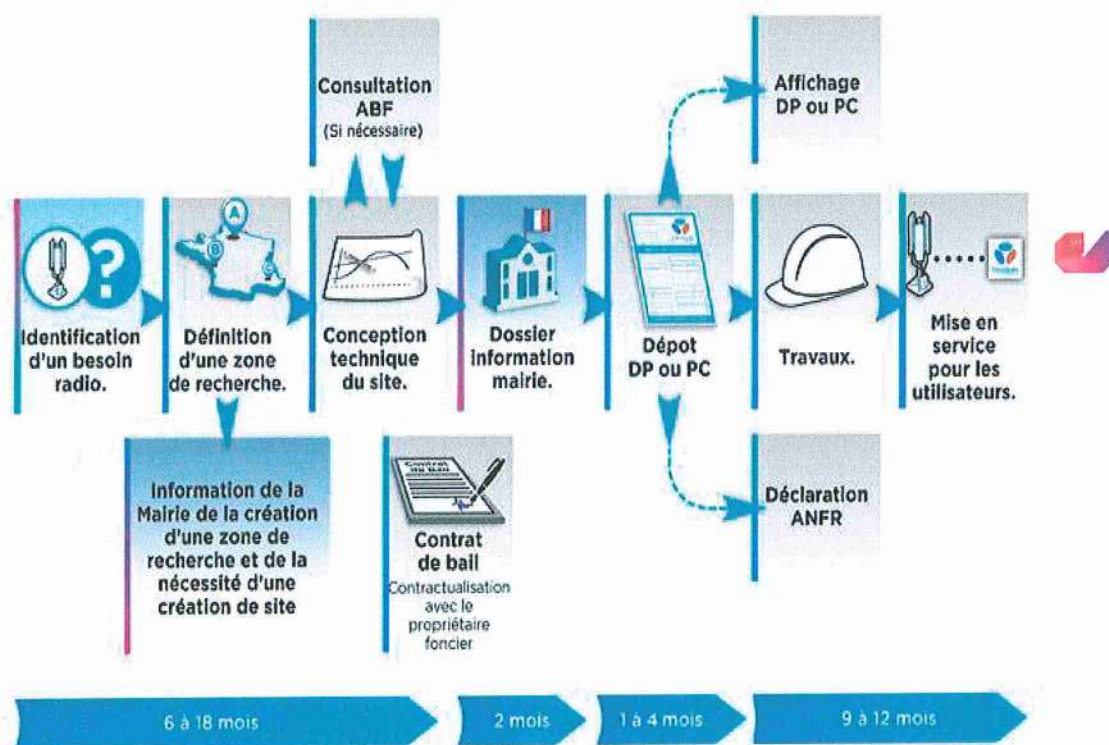 Consultation
ABF
(Si nécessaire)
Affichage
DP ou PC
A
B
C
Identification
d'un besoin
radio.
Définition
d'une zone
de recherche.
Conception
technique
du site.
Dossier
information
mairie.
Dépot
DP ou PC
Travaux.
Mise en
service
pour les
utilisateurs.
?
Information de la
Mairie de la création
d'une zone de
recherche et de la
nécessité d'une
création de site
Contrat
de Bail
Contrat
de bail
Contractualisation
avec le
propriétaire
foncier
Déclaration
ANFR
6 à 18 mois
2 mois
1 à 4 mois
9 à 12 mois